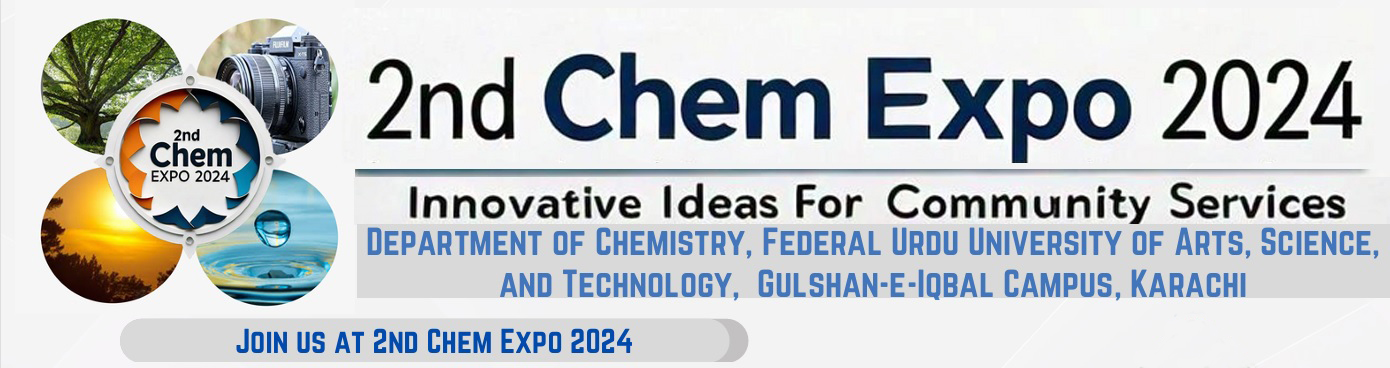 FUJIFILM
2nd
Chem
EXPO 2024
2nd Chem Expo 2024
Innovative Ideas For Community Services
Department of Chemistry, Federal Urdu University of Arts, Science,
and Technology, Gulshan-e-Iqbal Campus, Karachi
Join us at 2nd Chem Expo 2024